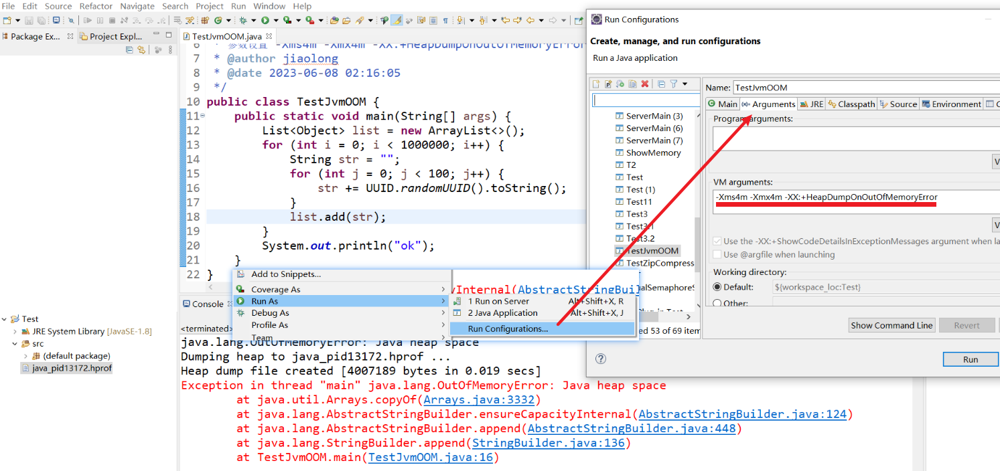 File Edit Source Refactor Navigate Search Project Run Window Help
Package Ex... Project Expl...
TestJvmOOM.java
6 * 参数设置 -Xms4m -Xmx4m -XX:+HeapDumpOnOutOfMemoryError
7 * @author jiaolong
8 * @date 2023-06-08 02:16:05
9 */
10 public class TestJvmOOM {
11 public static void main(String[] args) {
12 List<Object> list = new ArrayList<>();
13 for (int i = 0; i < 1000000; i++) {
14 String str = "";
15 for (int j = 0; j < 100; j++) {
16 str += UUID.randomUUID().toString();
17 }
18 list.add(str);
19 }
20 System.out.println("ok");
21 }
22 }
Add to Snippets...
Coverage As
Run As
Debug As
Profile As
Team
1 Run on Server Alt+Shift+X, R
2 Java Application Alt+Shift+X, J
Run Configurations...
Test
JRE System Library [JavaSE-1.8]
src
(default package)
java_pid13172.hprof
Console
<terminated>
yInternal(AbstractStringBuil
java.lang.OutOfMemoryError: Java heap space
Dumping heap to java_pid13172.hprof ...
Heap dump file created [4007189 bytes in 0.019 secs]
Exception in thread "main" java.lang.OutOfMemoryError: Java heap space
at java.util.Arrays.copyOf(Arrays.java:3332)
at java.lang.AbstractStringBuilder.ensureCapacityInternal(AbstractStringBuilder.java:124)
at java.lang.AbstractStringBuilder.append(AbstractStringBuilder.java:448)
at java.lang.StringBuilder.append(StringBuilder.java:136)
at TestJvmOOM.main(TestJvmOOM.java:16)
Run Configurations
Create, manage, and run configurations
Run a Java application
ServerMain (3)
ServerMain (6)
ServerMain (7)
ShowMemory
T2
Test
Test (1)
Test11
Test3
Test3.1
Test3.2
TestJvmOOM
TestZipCompress
nalSemaphoreS
Plug-in Test
ed 53 of 69 item
Name: TestJvmOOM
Main (x)= Arguments JRE Classpath Source Environment C
Program arguments:
V
VM arguments:
-Xms4m -Xmx4m -XX:+HeapDumpOnOutOfMemoryError
V
Use the -XX:+ShowCodeDetailsInExceptionMessages argument when la
Use @argfile when launching
Working directory:
Default: ${workspace_loc:Test}
Other:
Show Command Line Revert
Run